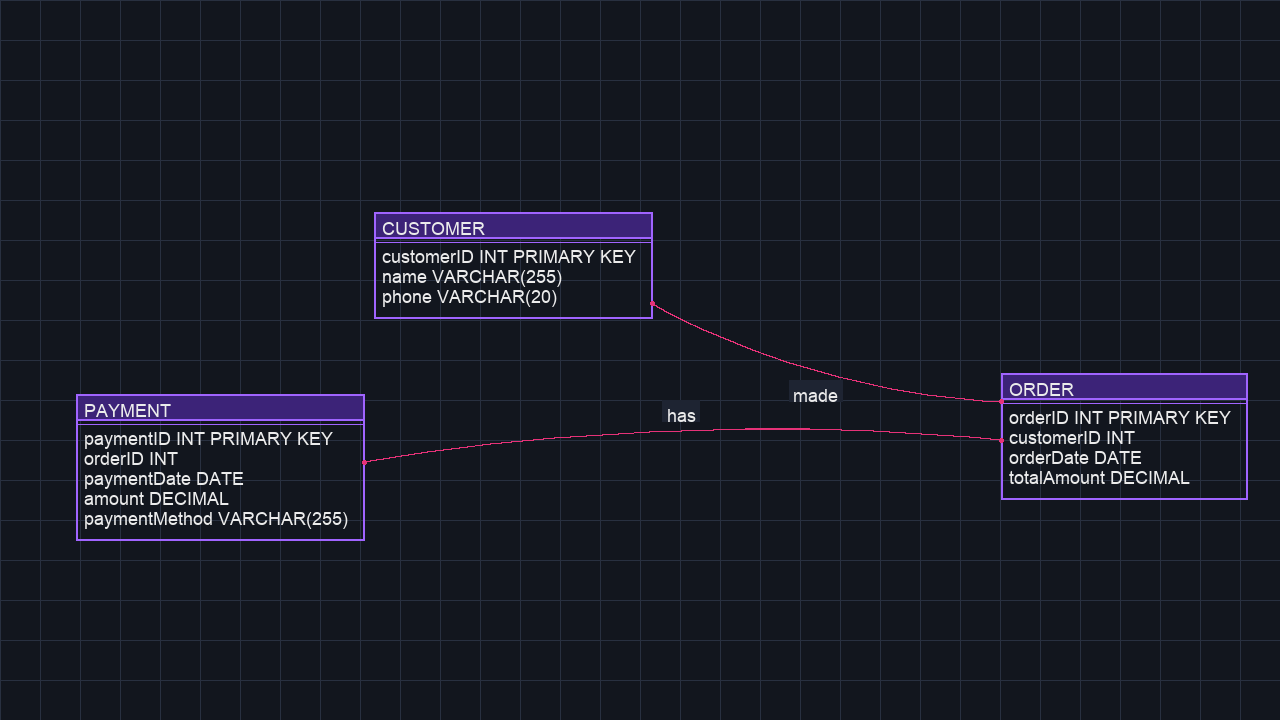 CUSTOMER
customerID INT PRIMARY KEY
name VARCHAR(255)
phone VARCHAR(20)
made
has
PAYMENT
paymentID INT PRIMARY KEY
orderID INT
paymentDate DATE
amount DECIMAL
paymentMethod VARCHAR(255)
ORDER
orderID INT PRIMARY KEY
customerID INT
orderDate DATE
totalAmount DECIMAL